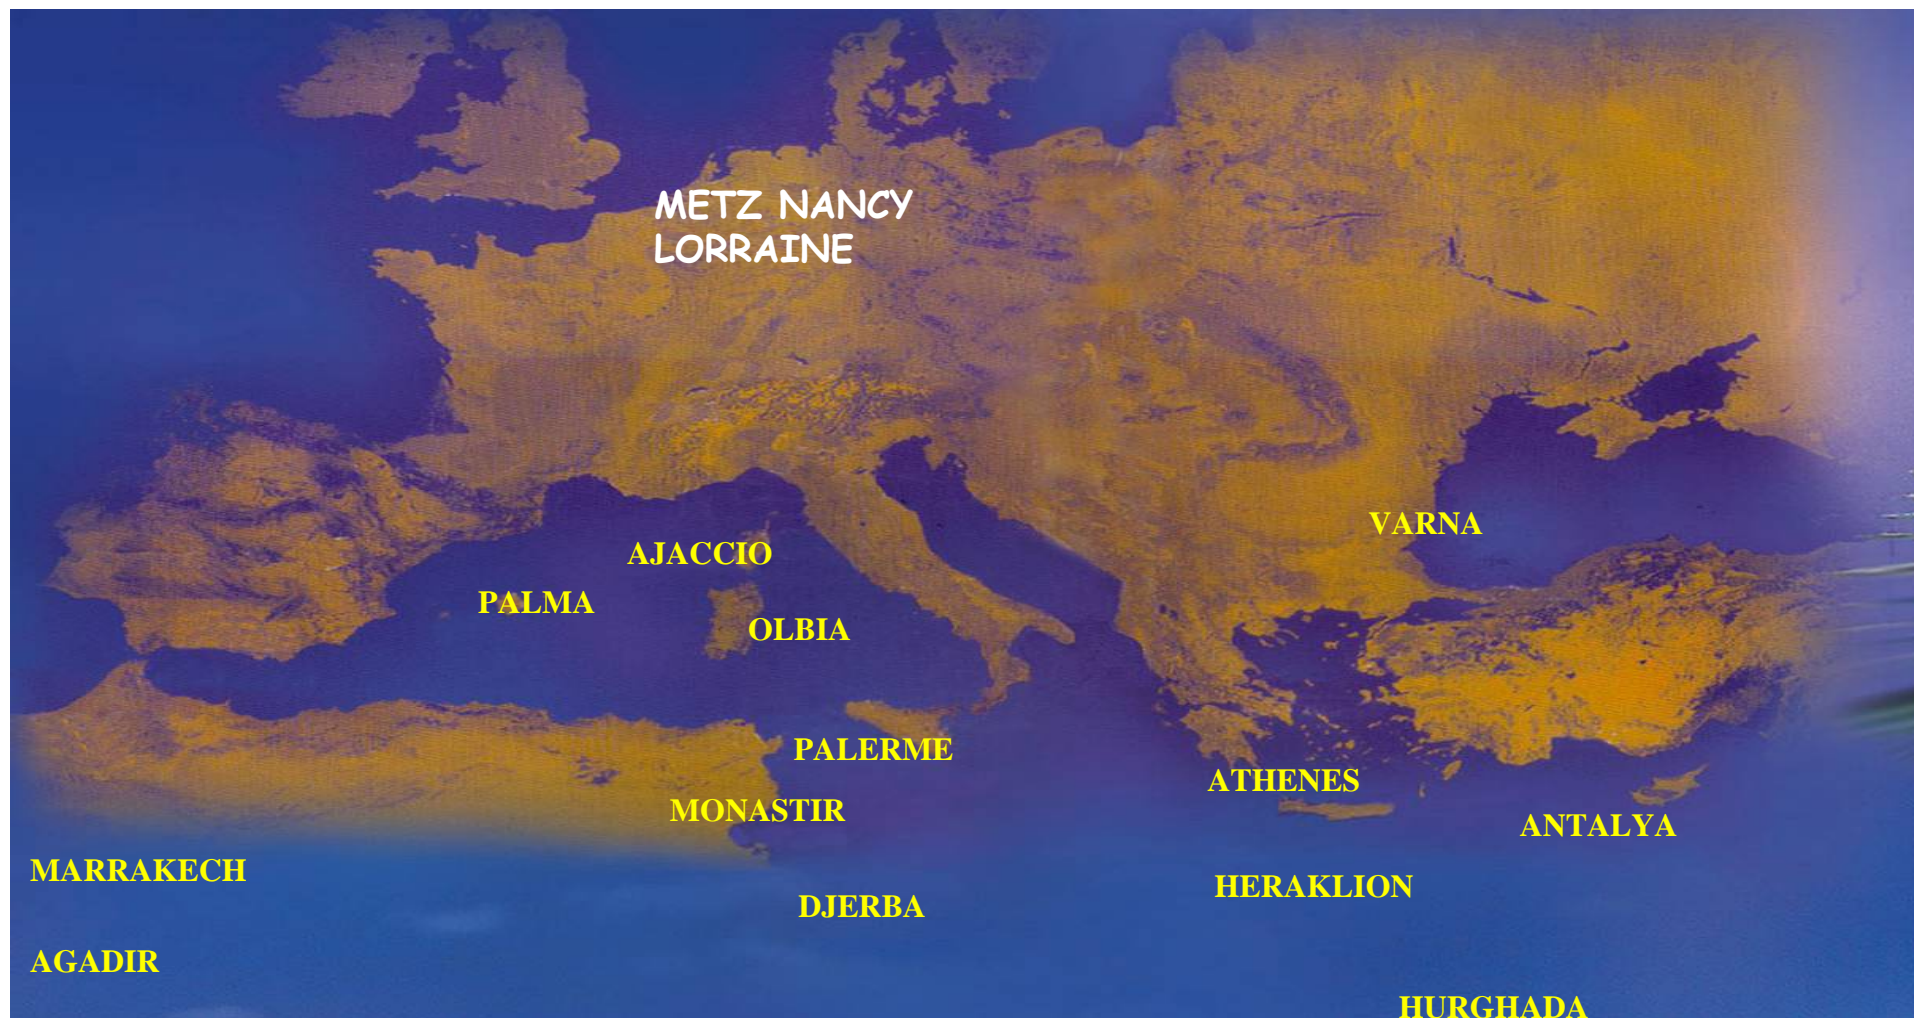 METZ NANCY
LORRAINE
VARNA
AJACCIO
PALMA
OLBIA
PALERME
ATHENES
MONASTIR
ANTALYA
MARRAKECH
HERAKLION
DJERBA
AGADIR
HURGHADA